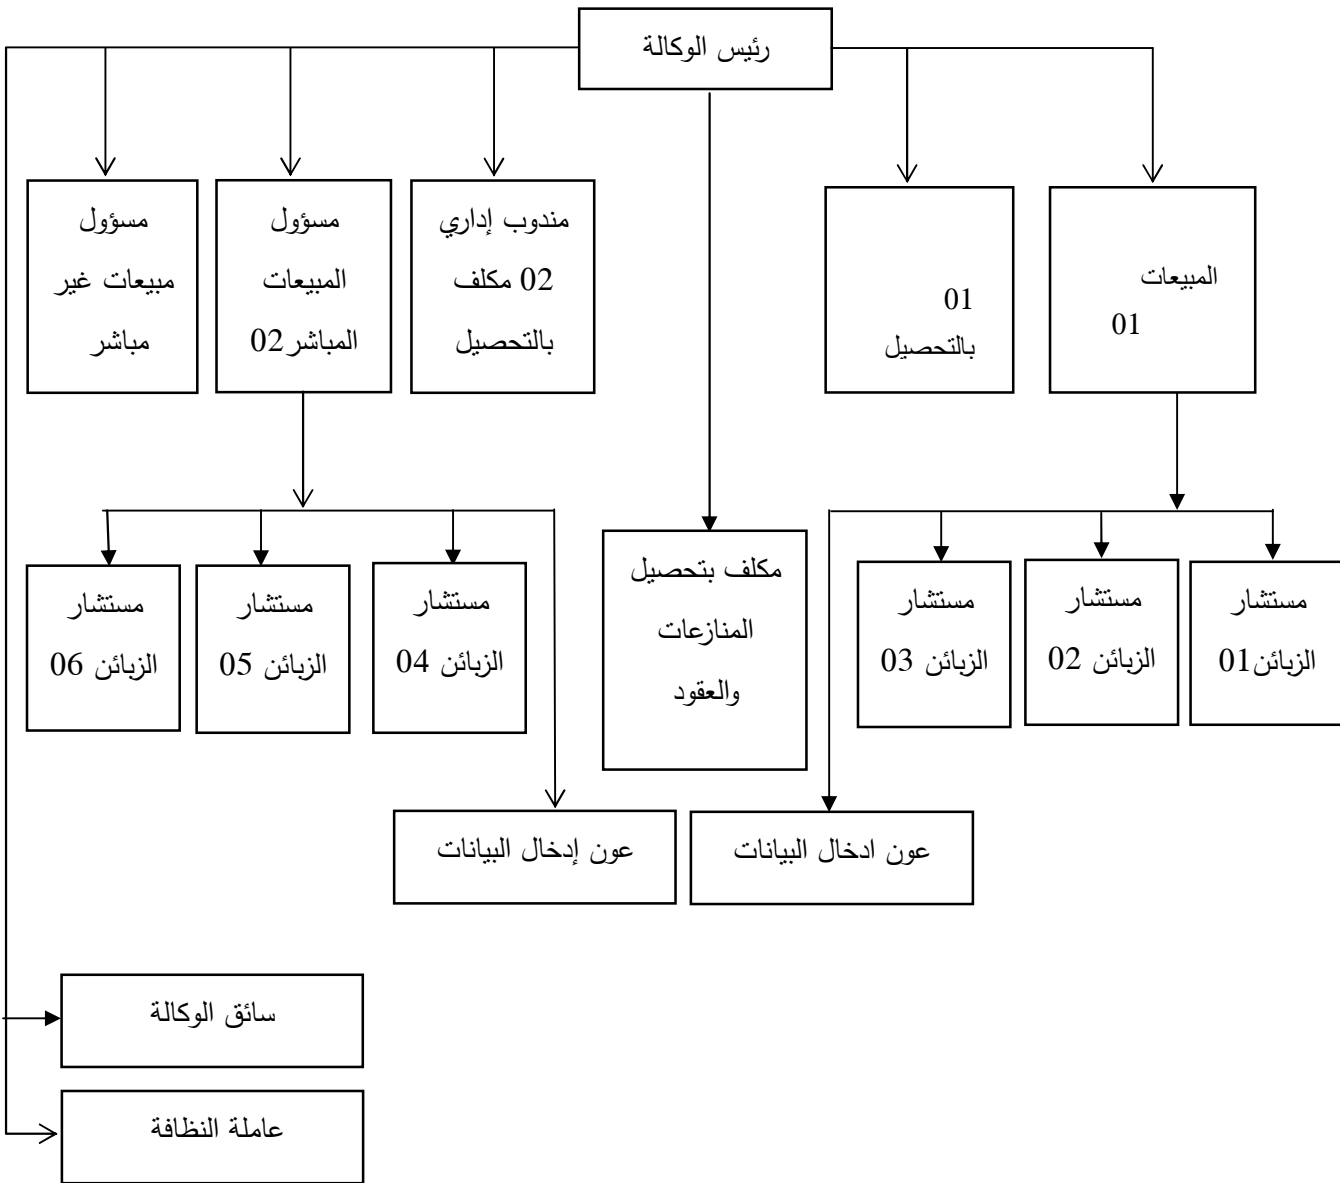 رئيس الوكالة
المبيعات
01
01
بالتحصيل
مندوب إداري
02 مكلف
بالتحصيل
مسؤول
المبيعات
المباشر02
مسؤول
مبيعات غير
مباشر
مستشار
الزبائن01
مستشار
الزبائن 02
مستشار
الزبائن 03
مكلف بتحصيل
المنازعات
والعقود
مستشار
الزبائن 04
مستشار
الزبائن 05
مستشار
الزبائن 06
عون ادخال البيانات
عون إدخال البيانات
سائق الوكالة
عاملة النظافة